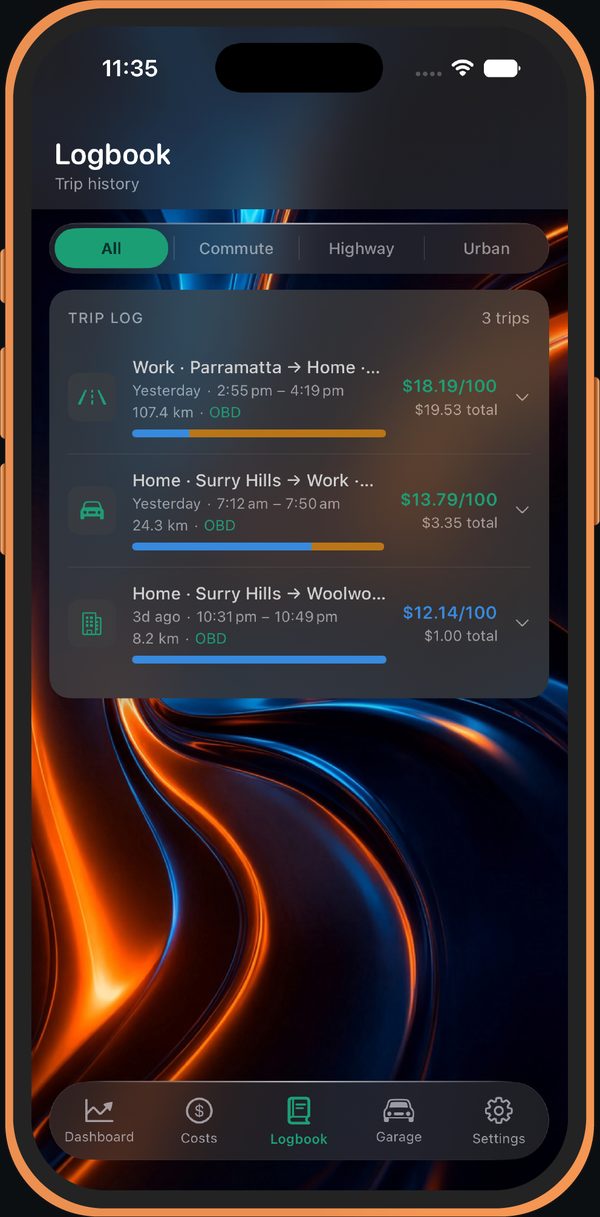 11:35
Logbook
Trip history
All
Commute
Highway
Urban
TRIP LOG
3 trips
Work · Parramatta → Home ·...
$18.19/100
Yesterday · 2:55 pm – 4:19 pm
$19.53 total
107.4 km · OBD
Home · Surry Hills → Work ·...
$13.79/100
Yesterday · 7:12 am – 7:50 am
$3.35 total
24.3 km · OBD
Home · Surry Hills → Woolwo...
$12.14/100
3d ago · 10:31 pm – 10:49 pm
$1.00 total
8.2 km · OBD
Dashboard
$
Costs
Logbook
Garage
Settings